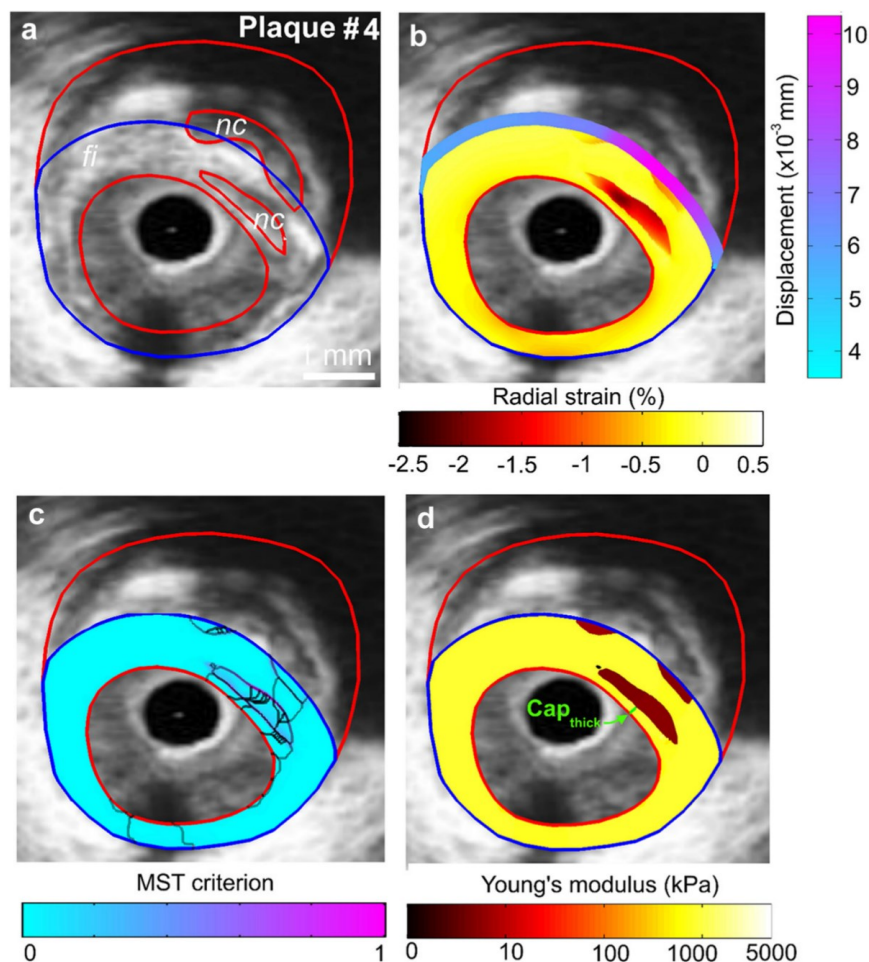 a
Plaque #4
nc
fi
nc
1 mm
b
10
9
8
7
6
5
4
Displacement (x10⁻³ mm)
Radial strain (%)
-2.5 -2 -1.5 -1 -0.5 0 0.5
c
MST criterion
0 1
d
Cap thick
Young's modulus (kPa)
0 10 100 1000 5000